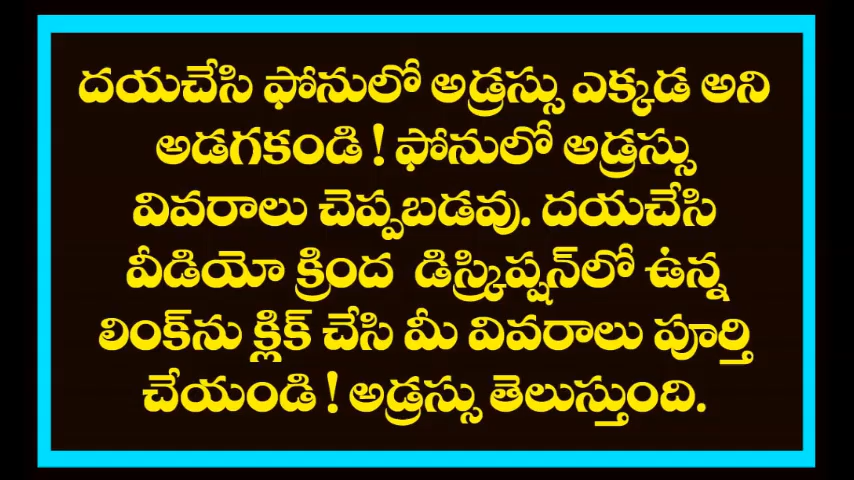 దయచేసి ఫోనులో అడ్రస్సు ఎక్కడ అని
అడగకండి ! ఫోనులో అడ్రస్సు
వివరాలు చెప్పబడవు. దయచేసి
వీడియో క్రింద డిస్క్రిప్షన్‌లో ఉన్న
లింక్‌ను క్లిక్ చేసి మీ వివరాలు పూర్తి
చేయండి ! అడ్రస్సు తెలుస్తుంది.